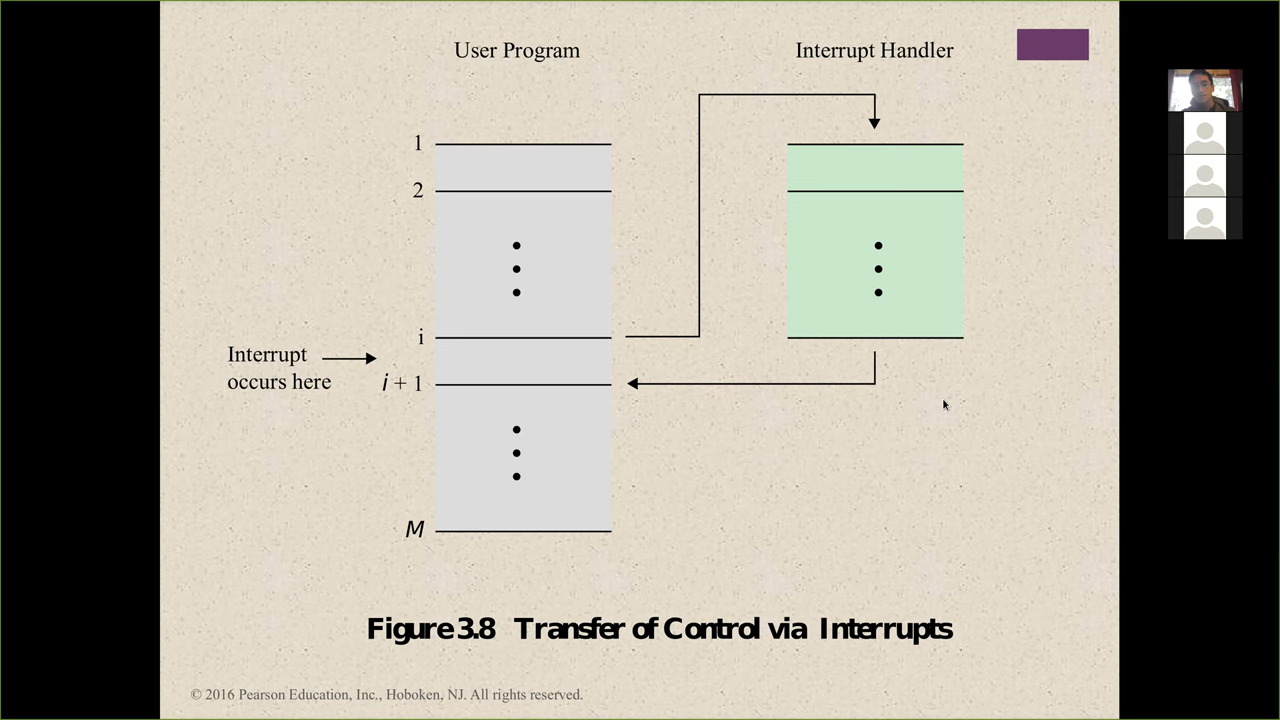 User Program
Interrupt Handler
1
2
i
Interrupt
occurs here
i + 1
M
Figure 3.8 Transfer of Control via Interrupts
© 2016 Pearson Education, Inc., Hoboken, NJ. All rights reserved.